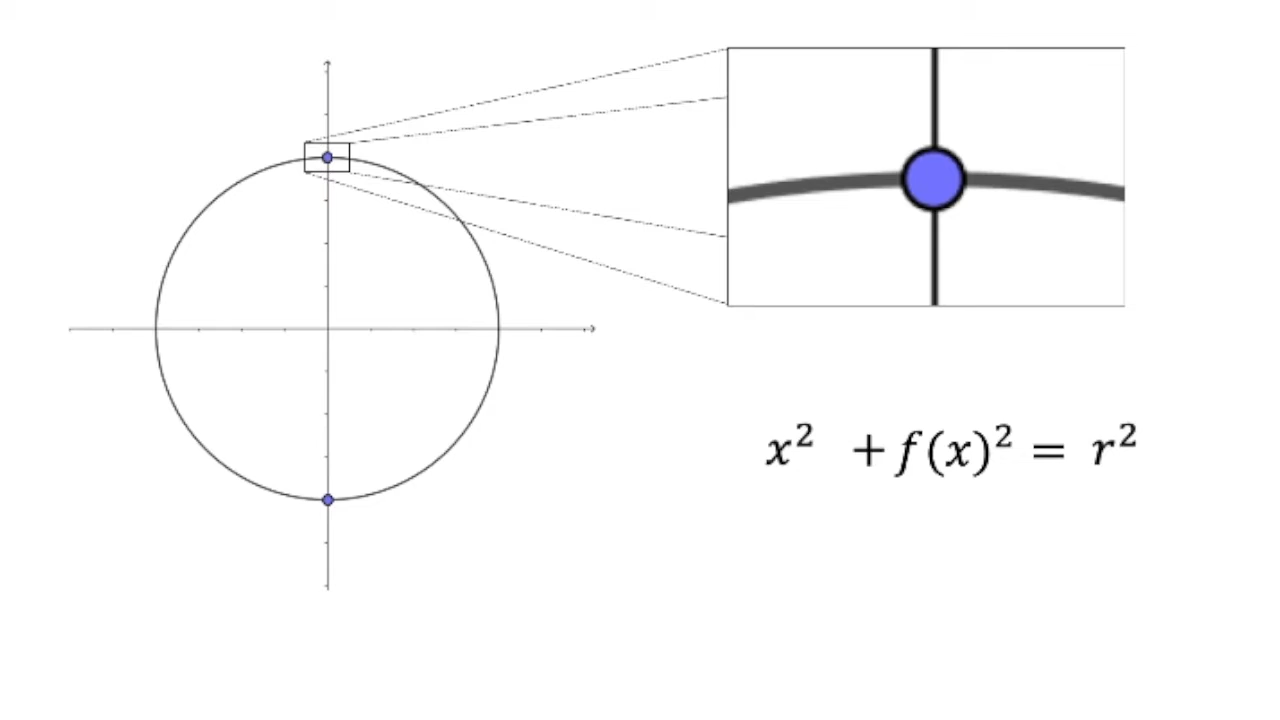 x² + f(x)² = r²